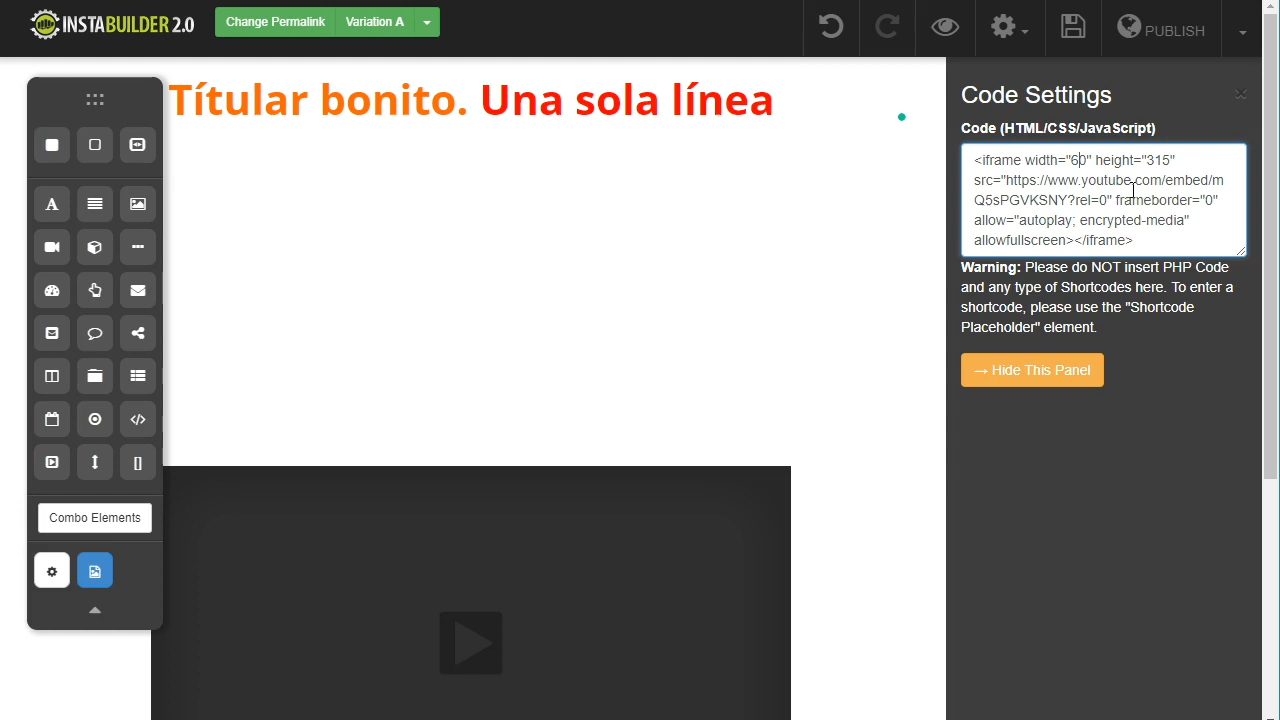 INSTABUILDER 2.0
Change Permalink
Variation A
PUBLISH
Títular bonito. Una sola línea
Combo Elements
Code Settings
Code (HTML/CSS/JavaScript)
<iframe width="60" height="315"
src="https://www.youtube.com/embed/m
Q5sPGVKSNY?rel=0" frameborder="0"
allow="autoplay; encrypted-media"
allowfullscreen></iframe>
Warning: Please do NOT insert PHP Code
and any type of Shortcodes here. To enter a
shortcode, please use the "Shortcode
Placeholder" element.
→ Hide This Panel